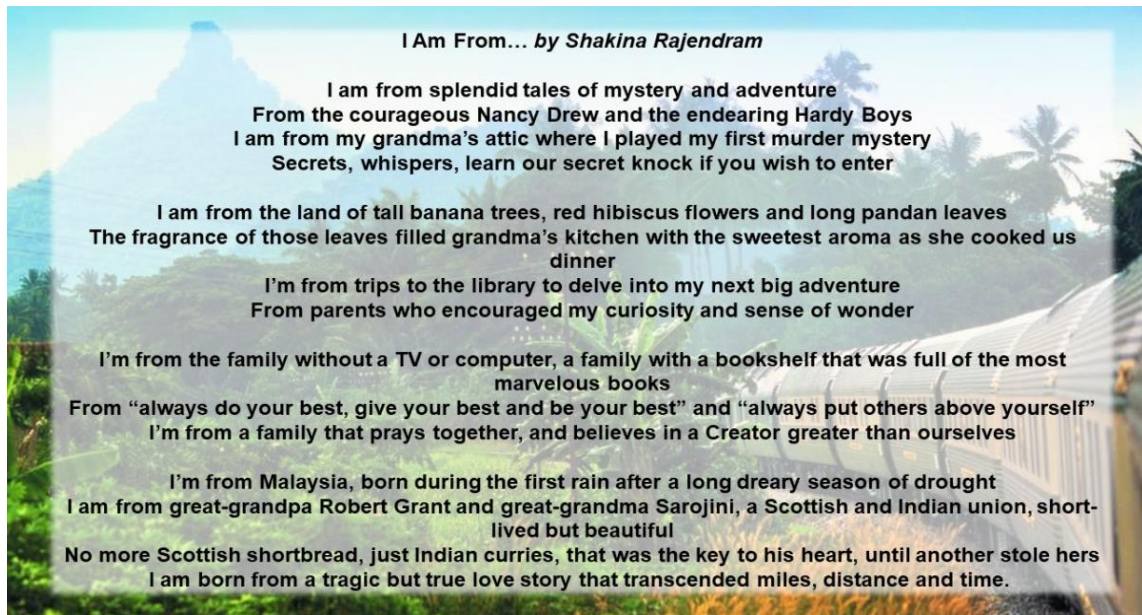 I Am From… by Shakina Rajendram
I am from splendid tales of mystery and adventure
From the courageous Nancy Drew and the endearing Hardy Boys
I am from my grandma’s attic where I played my first murder mystery
Secrets, whispers, learn our secret knock if you wish to enter
I am from the land of tall banana trees, red hibiscus flowers and long pandan leaves
The fragrance of those leaves filled grandma’s kitchen with the sweetest aroma as she cooked us
dinner
I’m from trips to the library to delve into my next big adventure
From parents who encouraged my curiosity and sense of wonder
I’m from the family without a TV or computer, a family with a bookshelf that was full of the most
marvelous books
From “always do your best, give your best and be your best” and “always put others above yourself”
I’m from a family that prays together, and believes in a Creator greater than ourselves
I’m from Malaysia, born during the first rain after a long dreary season of drought
I am from great-grandpa Robert Grant and great-grandma Sarojini, a Scottish and Indian union, short-
lived but beautiful
No more Scottish shortbread, just Indian curries, that was the key to his heart, until another stole hers
I am born from a tragic but true love story that transcended miles, distance and time.